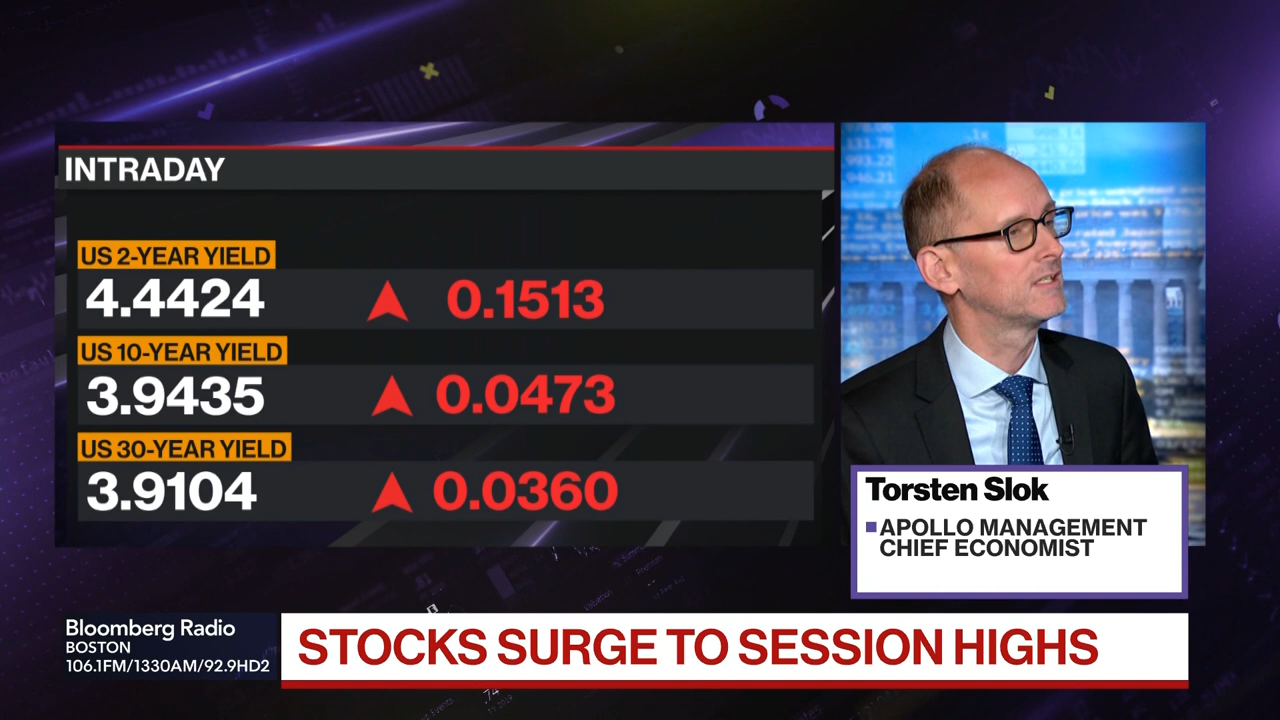 INTRADAY
US 2-YEAR YIELD
4.4424 ▲ 0.1513
US 10-YEAR YIELD
3.9435 ▲ 0.0473
US 30-YEAR YIELD
3.9104 ▲ 0.0360
Torsten Slok
APOLLO MANAGEMENT
CHIEF ECONOMIST
Bloomberg Radio
BOSTON
106.1FM/1330AM/92.9HD2
STOCKS SURGE TO SESSION HIGHS